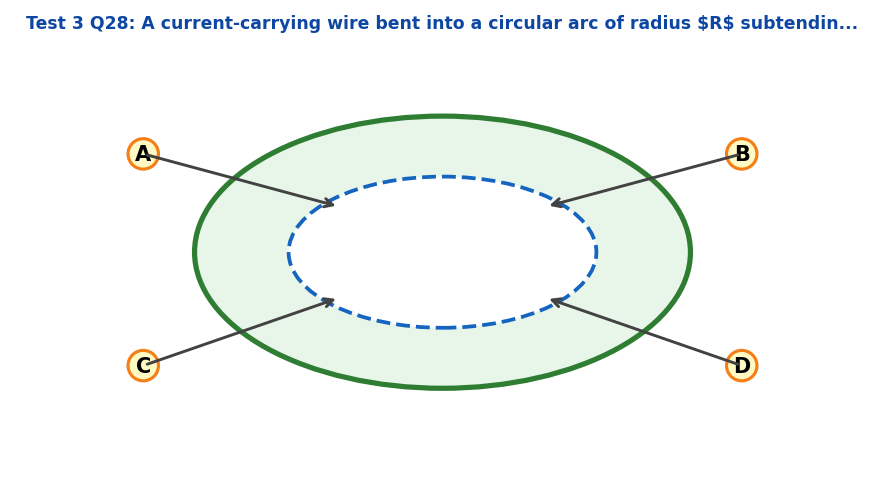 Test 3 Q28: A current-carrying wire bent into a circular arc of radius $R$ subtendin...
A
B
C
D